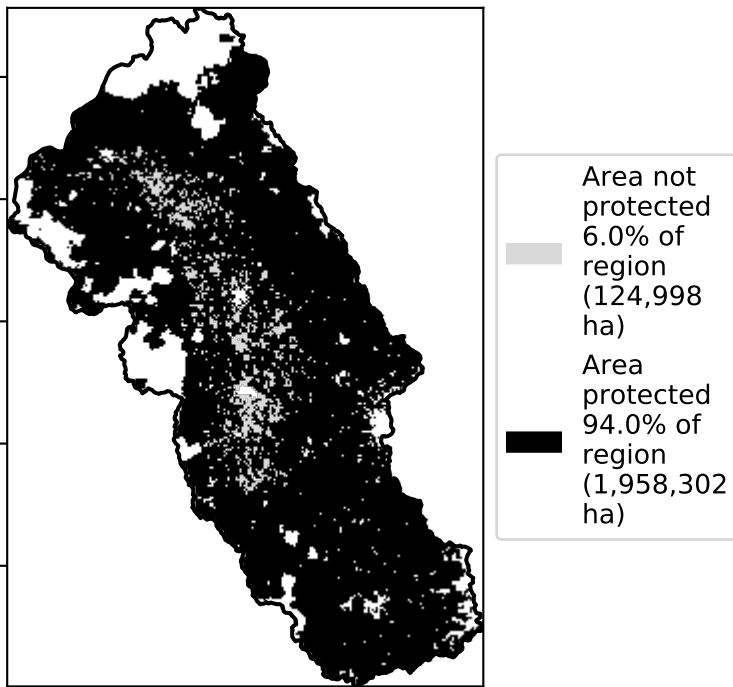 Area not
protected
6.0% of
region
(124,998
ha)
Area
protected
94.0% of
region
(1,958,302
ha)